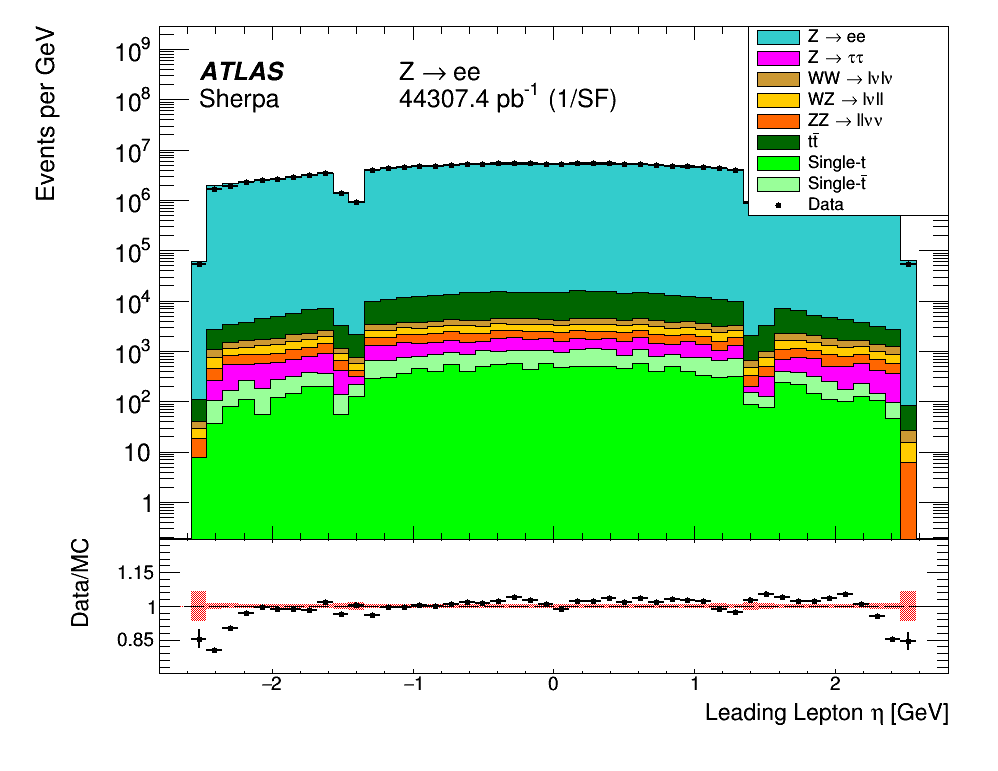 Events per GeV
10⁹
10⁸
10⁷
10⁶
10⁵
10⁴
10³
10²
10
1
ATLAS
Sherpa
Z → ee
44307.4 pb⁻¹ (1/SF)
Z → ee
Z → ττ
WW → lνlν
WZ → lνll
ZZ → llνν
tt̄
Single-t
Single-t̄
Data
Data/MC
1.15
1
0.85
−2 −1 0 1 2
Leading Lepton η [GeV]